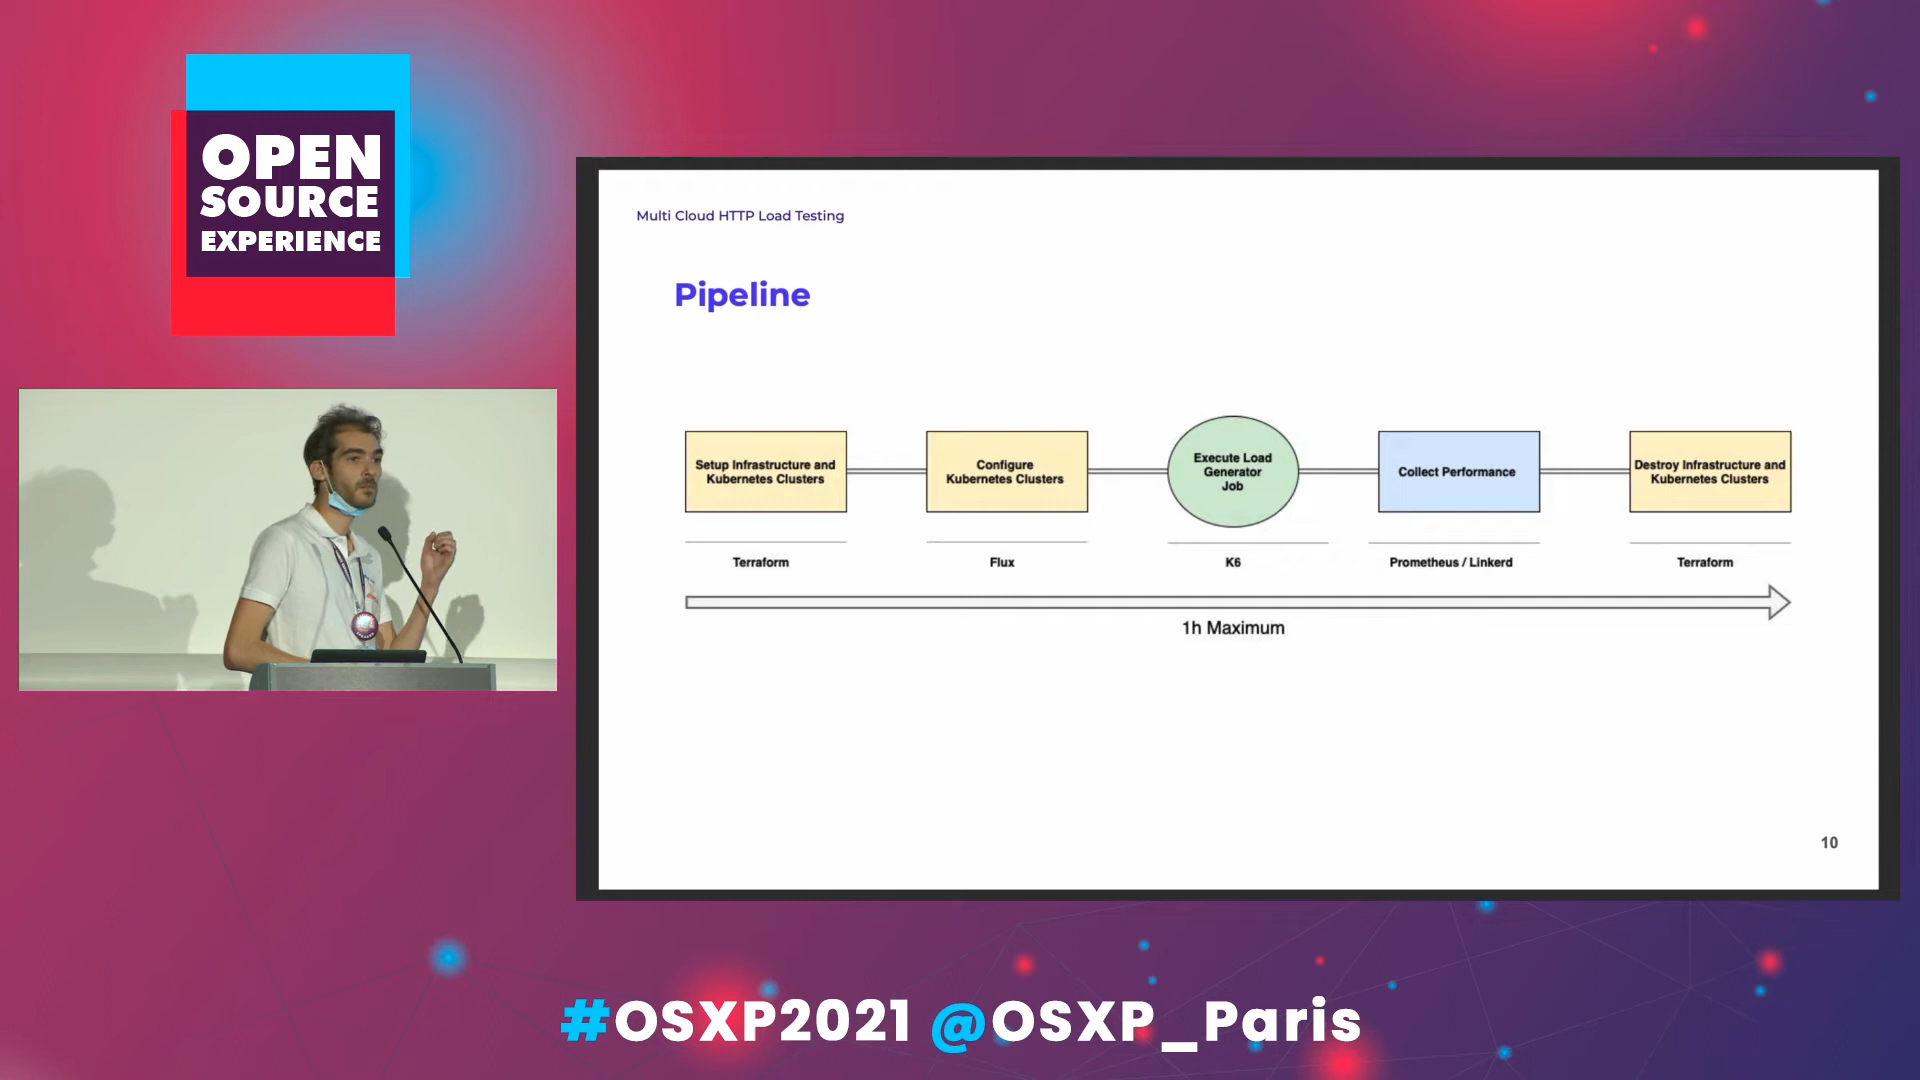 OPEN
SOURCE
EXPERIENCE
Multi Cloud HTTP Load Testing
Pipeline
Setup Infrastructure and
Kubernetes Clusters
Configure
Kubernetes Clusters
Execute Load
Generator
Job
Collect Performance
Destroy Infrastructure and
Kubernetes Clusters
Terraform
Flux
K6
Prometheus / Linkerd
Terraform
1h Maximum
10
#OSXP2021 @OSXP_Paris